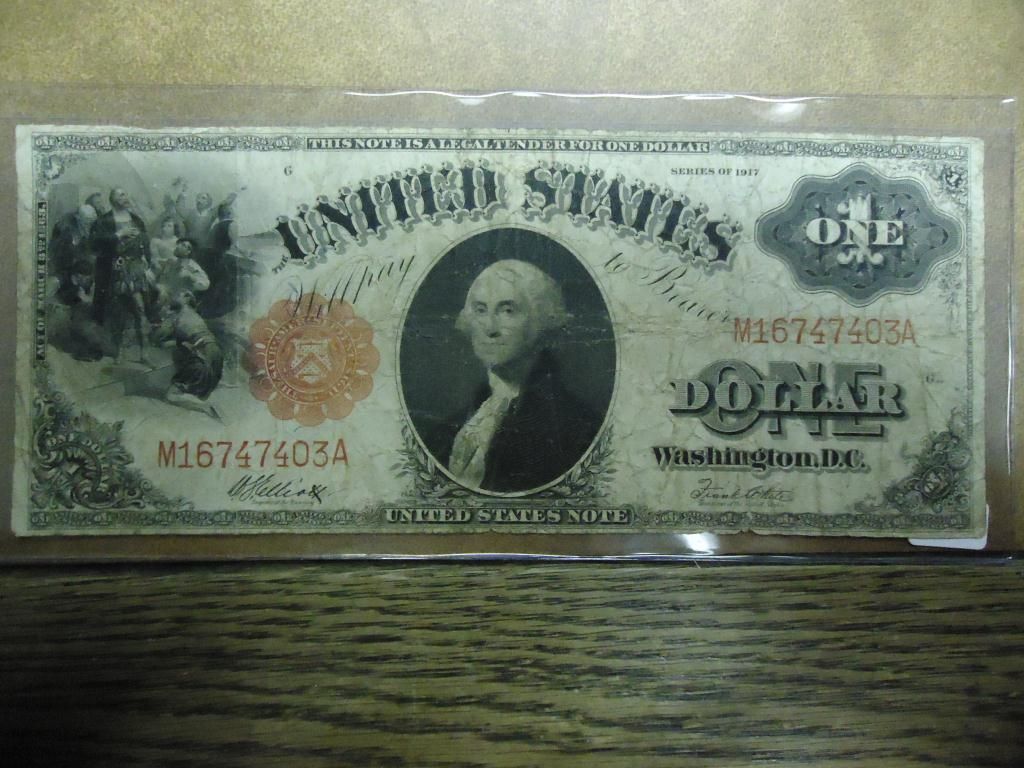 THIS NOTE IS A LEGAL TENDER FOR ONE DOLLAR
G
SERIES OF 1917
THE UNITED STATES
Will pay to Bearer
ONE
M16747403A
ONE
DOLLAR
Washington, D.C.
M16747403A
UNITED STATES NOTE